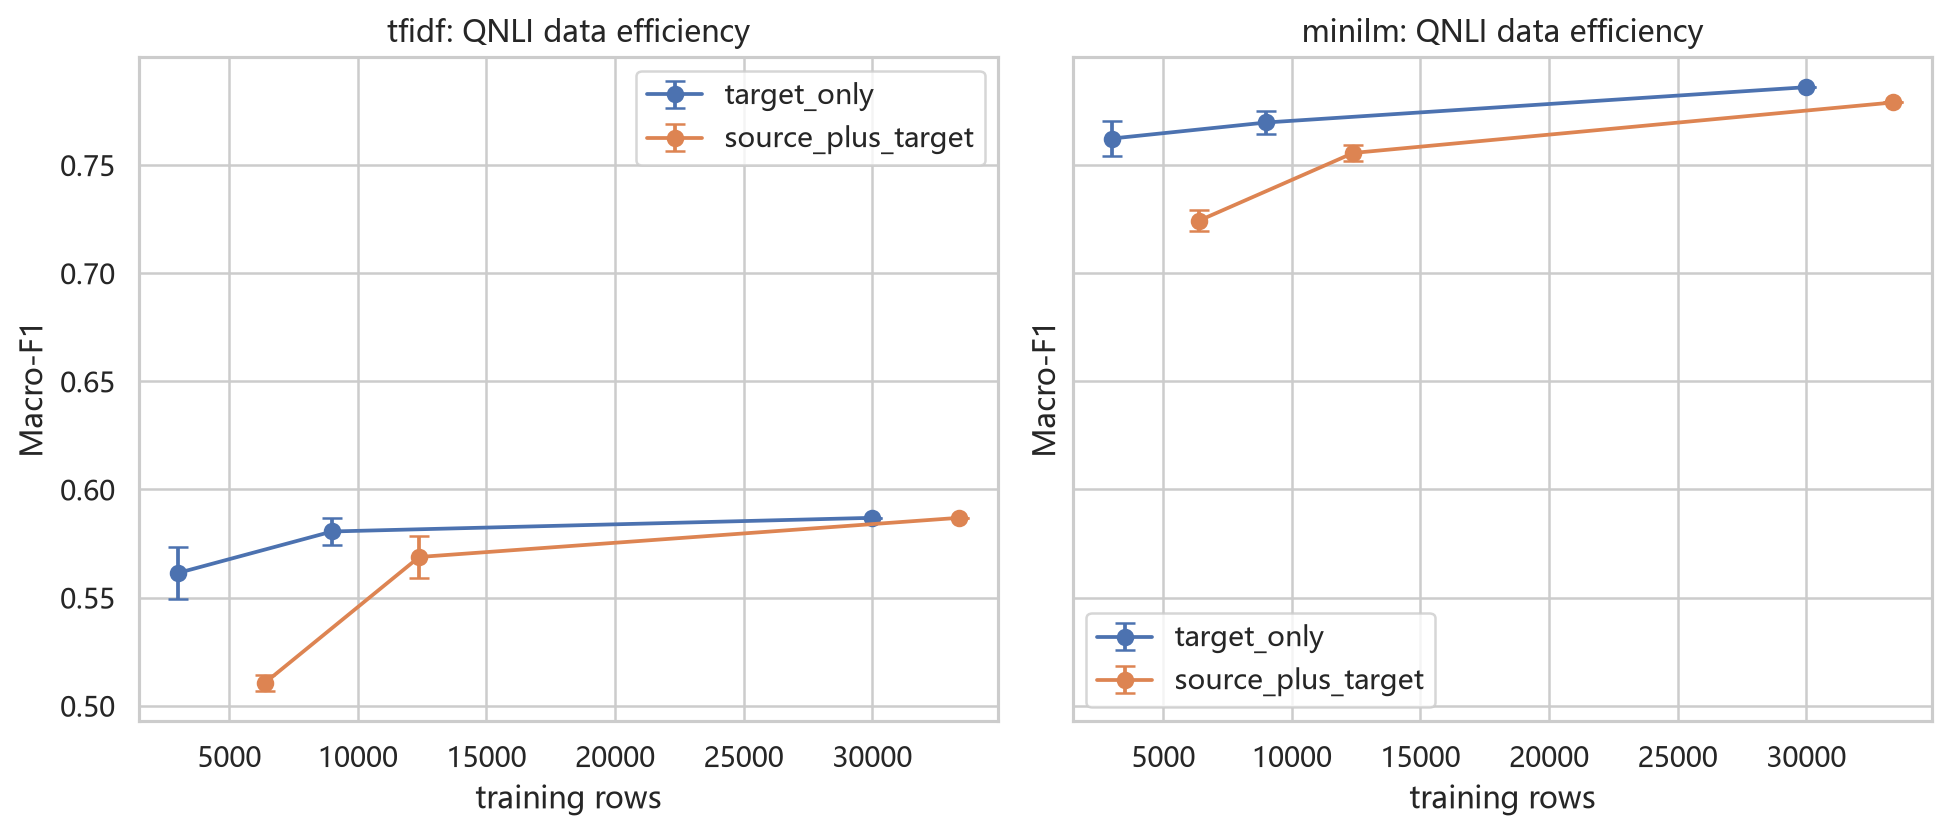 tfidf: QNLI data efficiency
target_only
source_plus_target
Macro-F1
0.75
0.70
0.65
0.60
0.55
0.50
5000 10000 15000 20000 25000 30000
training rows
minilm: QNLI data efficiency
Macro-F1
target_only
source_plus_target
5000 10000 15000 20000 25000 30000
training rows